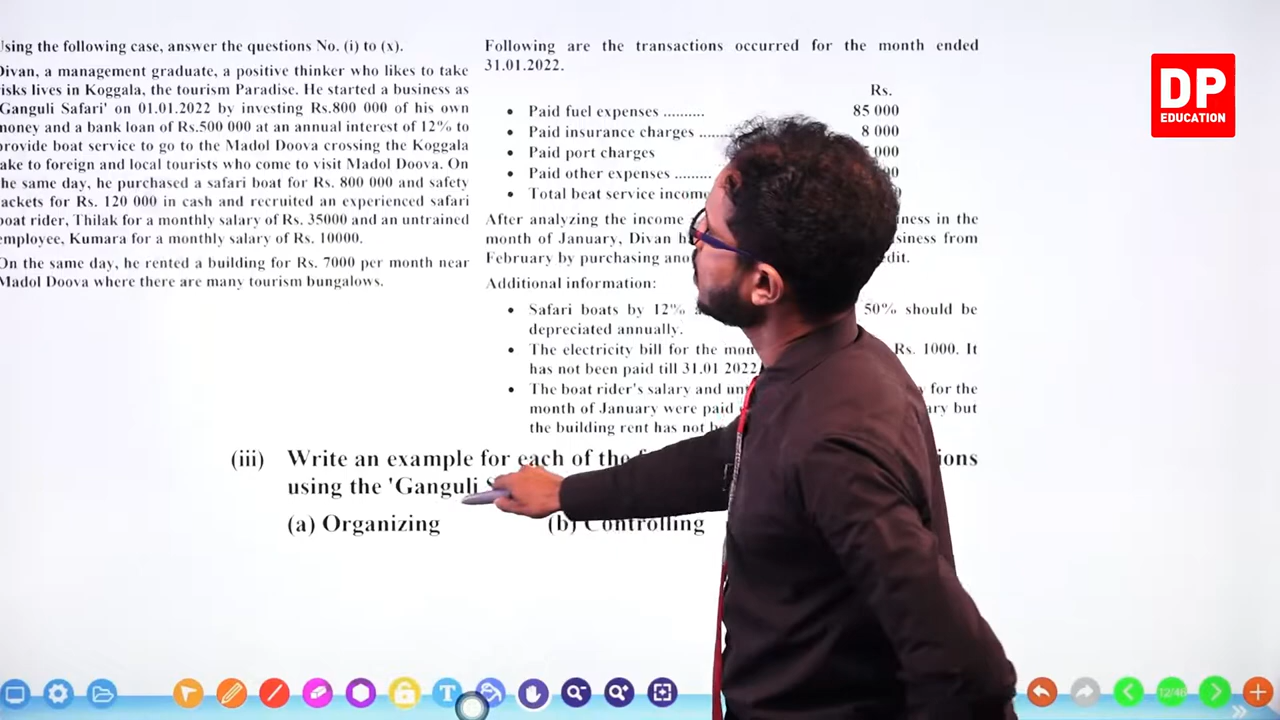 Using the following case, answer the questions No. (i) to (x).
Divan, a management graduate, a positive thinker who likes to take
risks lives in Koggala, the tourism Paradise. He started a business as
'Ganguli Safari' on 01.01.2022 by investing Rs.800 000 of his own
money and a bank loan of Rs.500 000 at an annual interest of 12% to
provide boat service to go to the Madol Doova crossing the Koggala
lake to foreign and local tourists who come to visit Madol Doova. On
the same day, he purchased a safari boat for Rs. 800 000 and safety
jackets for Rs. 120 000 in cash and recruited an experienced safari
boat rider, Thilak for a monthly salary of Rs. 35000 and an untrained
employee, Kumara for a monthly salary of Rs. 10000.
On the same day, he rented a building for Rs. 7000 per month near
Madol Doova where there are many tourism bungalows.
Following are the transactions occurred for the month ended
31.01.2022.
Rs.
• Paid fuel expenses .......... 85 000
• Paid insurance charges ....... 8 000
• Paid port charges 000
• Paid other expenses .........
• Total beat service income
After analyzing the income in the
month of January, Divan from
February by purchasing
Additional information:
• Safari boats by 12% 50% should be
depreciated annually.
• The electricity bill for the Rs. 1000. It
has not been paid till 31.01 2022
• The boat rider's salary and for the
month of January were paid but
the building rent has not
(iii) Write an example for each of the
using the 'Ganguli
(a) Organizing (b) Controlling
DP
EDUCATION
T
12/46